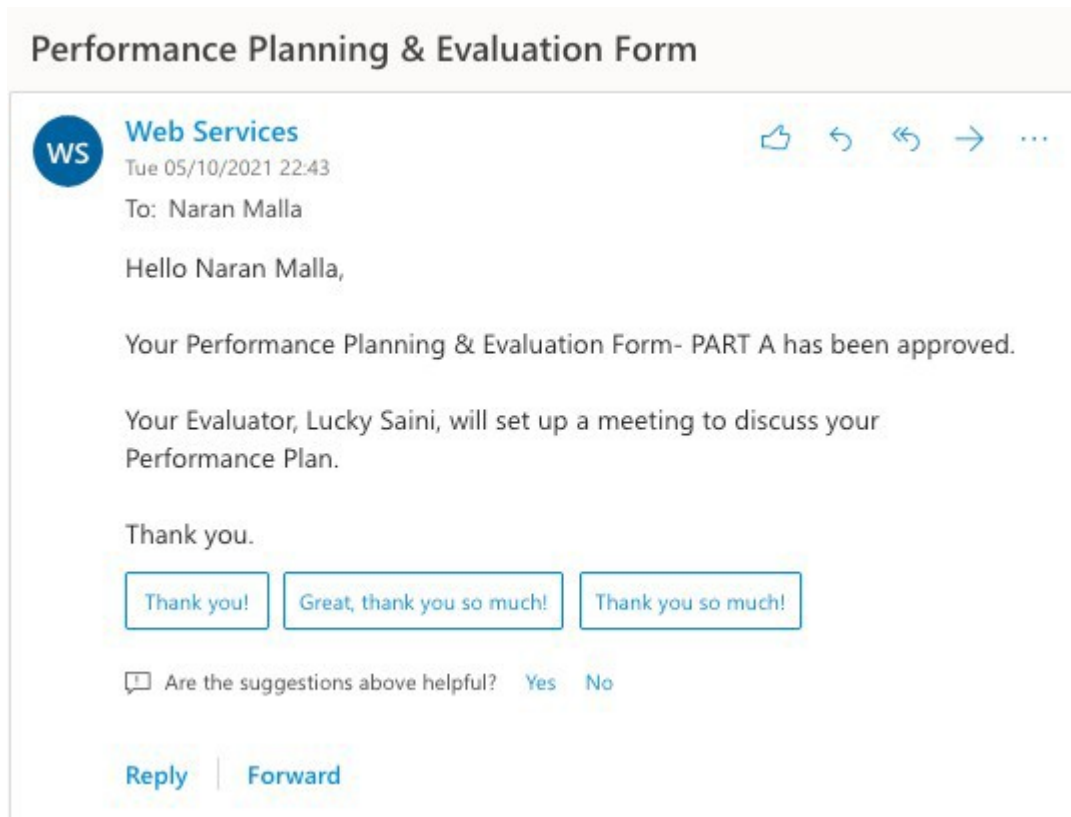 Performance Planning & Evaluation Form
WS
Web Services
Tue 05/10/2021 22:43
To: Naran Malla
Hello Naran Malla,
Your Performance Planning & Evaluation Form- PART A has been approved.
Your Evaluator, Lucky Saini, will set up a meeting to discuss your
Performance Plan.
Thank you.
Thank you! Great, thank you so much! Thank you so much!
Are the suggestions above helpful? Yes No
Reply Forward